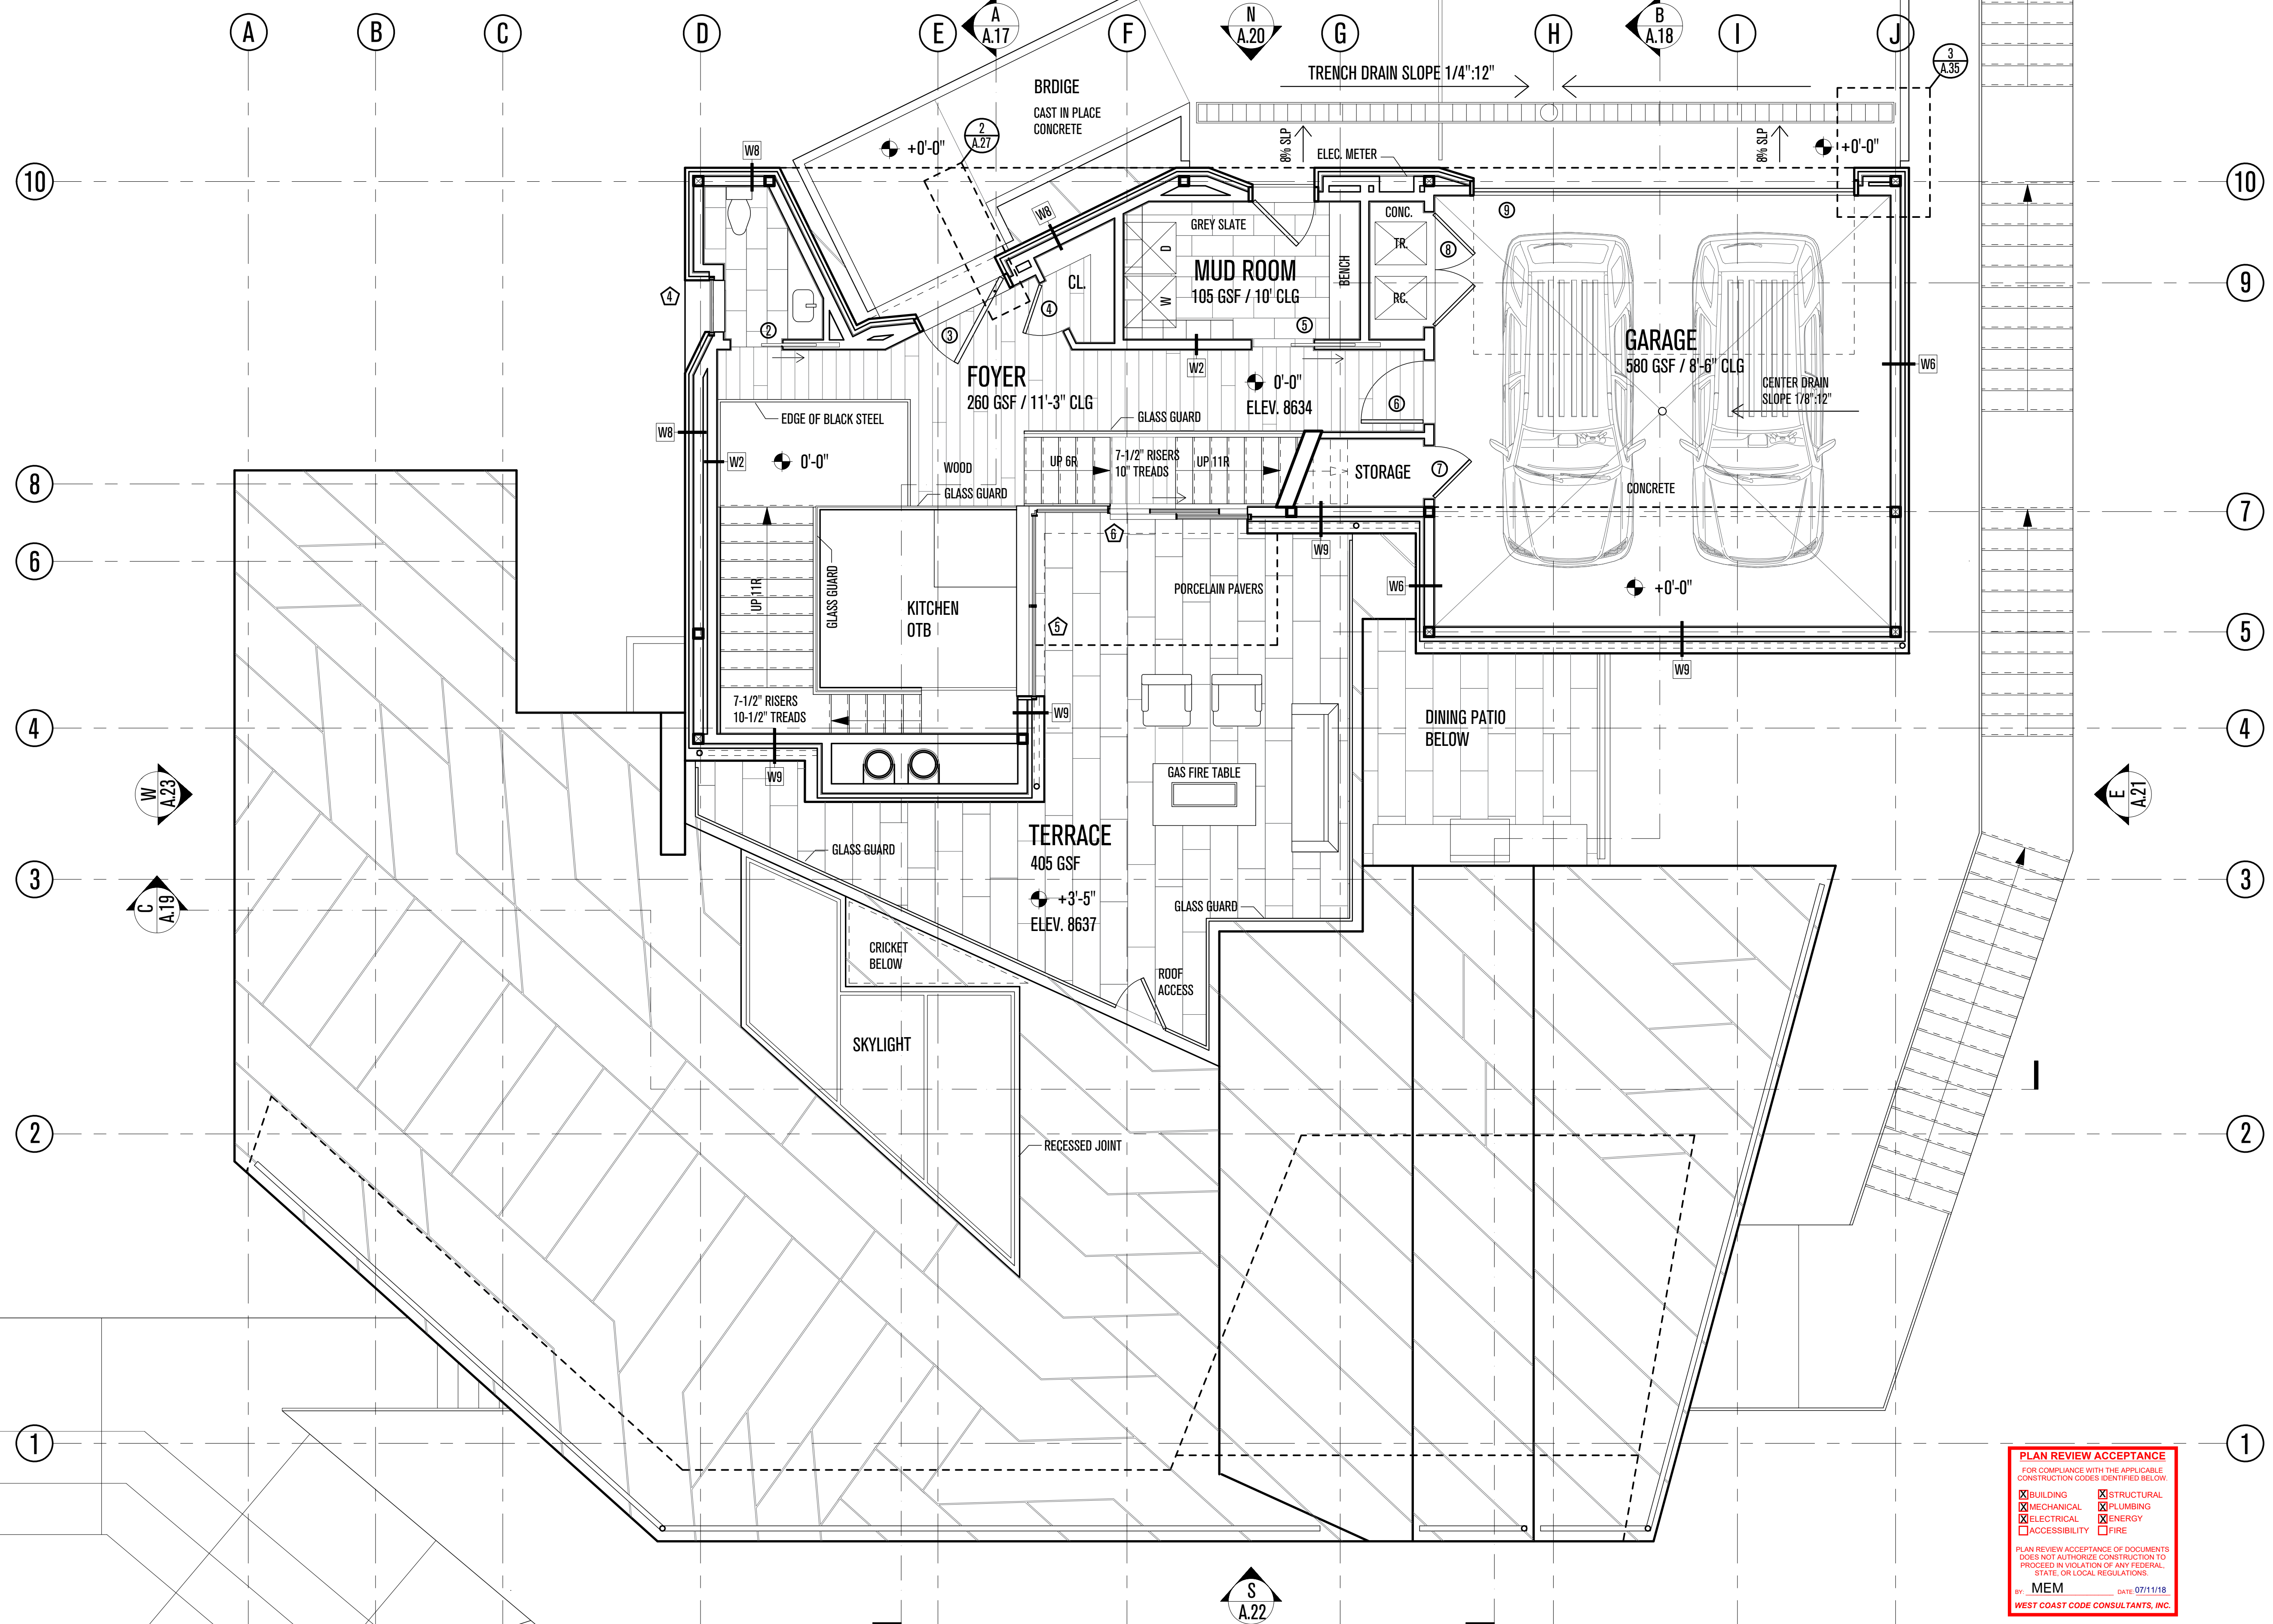 A
B
C
D
E
A
A.17
F
N
A.20
G
H
B
A.18
I
J
3
A.35
TRENCH DRAIN SLOPE 1/4":12"
BRDIGE
CAST IN PLACE
CONCRETE
2
A.27
+0'-0"
8% SLP
8% SLP
+0'-0"
ELEC. METER
W8
10
10
W8
GREY SLATE
CONC.
9
D
TR.
8
CL.
MUD ROOM
105 GSF / 10' CLG
BENCH
W
RC.
9
4
4
2
3
5
GARAGE
580 GSF / 8'-6" CLG
W2
W6
FOYER
260 GSF / 11'-3" CLG
0'-0"
ELEV. 8634
CENTER DRAIN
SLOPE 1/8":12"
6
EDGE OF BLACK STEEL
GLASS GUARD
W8
W2
0'-0"
WOOD
GLASS GUARD
UP 6R
7-1/2" RISERS
10" TREADS
UP 11R
STORAGE
7
CONCRETE
8
7
6
W9
6
UP 11R
GLASS GUARD
KITCHEN
OTB
5
PORCELAIN PAVERS
W6
+0'-0"
5
W9
7-1/2" RISERS
10-1/2" TREADS
W9
DINING PATIO
BELOW
4
4
W9
GAS FIRE TABLE
W
A.23
E
A.21
TERRACE
405 GSF
GLASS GUARD
3
3
+3'-5"
ELEV. 8637
GLASS GUARD
C
A.19
CRICKET
BELOW
ROOF
ACCESS
SKYLIGHT
2
2
RECESSED JOINT
1
1
S
A.22
PLAN REVIEW ACCEPTANCE
FOR COMPLIANCE WITH THE APPLICABLE
CONSTRUCTION CODES IDENTIFIED BELOW.
X BUILDING X STRUCTURAL
X MECHANICAL X PLUMBING
X ELECTRICAL X ENERGY
ACCESSIBILITY FIRE
PLAN REVIEW ACCEPTANCE OF DOCUMENTS
DOES NOT AUTHORIZE CONSTRUCTION TO
PROCEED IN VIOLATION OF ANY FEDERAL,
STATE, OR LOCAL REGULATIONS.
BY: MEM DATE: 07/11/18
WEST COAST CODE CONSULTANTS, INC.